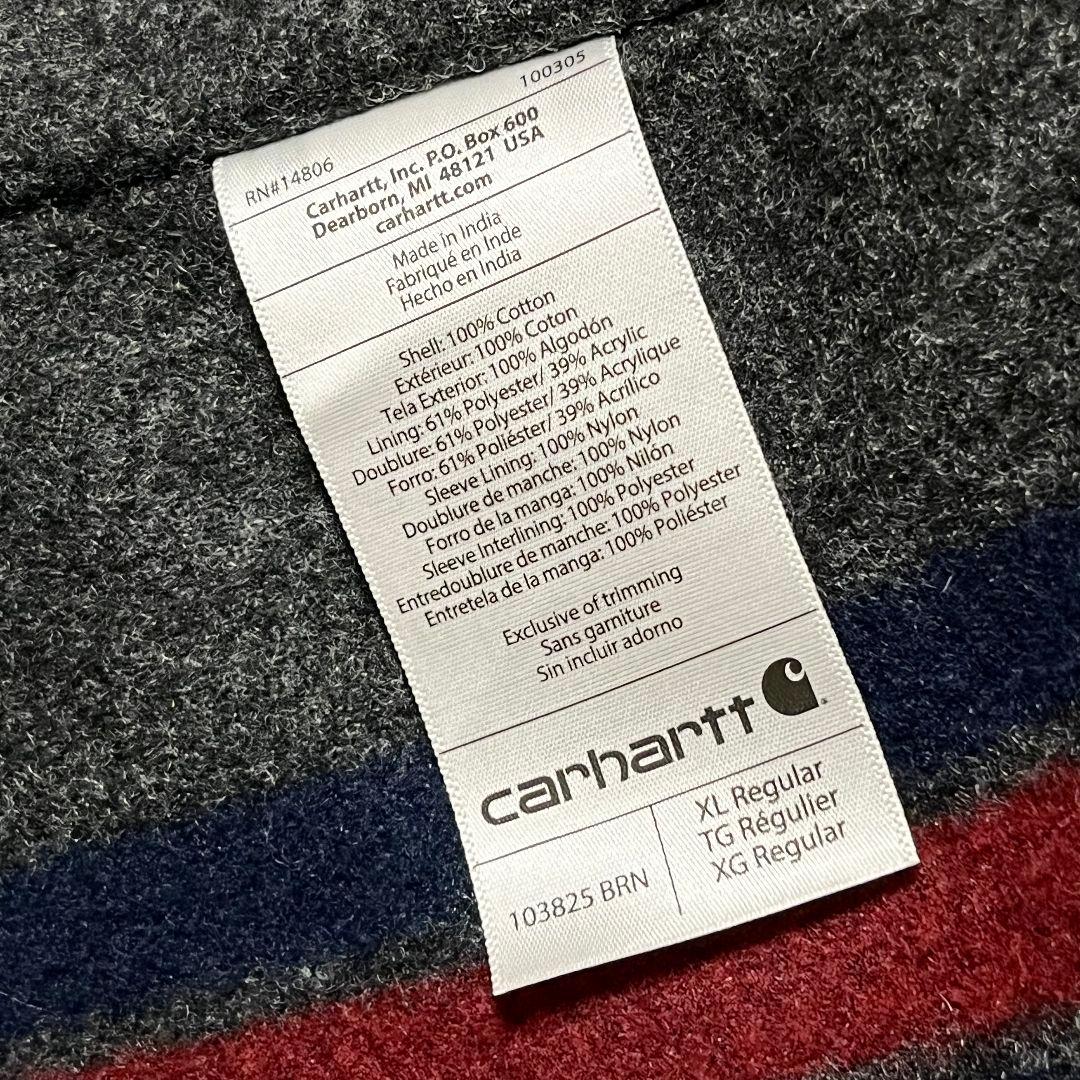 100305
RN#14806
Carhartt, Inc. P.O. Box 600
Dearborn, MI 48121 USA
carhartt.com
Made in India
Fabriqué en Inde
Hecho en India
Shell: 100% Cotton
Extérieur: 100% Coton
Tela Exterior: 100% Algodón
Lining: 61% Polyester/ 39% Acrylic
Doublure: 61% Polyester/ 39% Acrylique
Forro: 61% Poliéster/ 39% Acrílico
Sleeve Lining: 100% Nylon
Doublure de manche: 100% Nylon
Forro de la manga: 100% Nilón
Sleeve Interlining: 100% Polyester
Entredoublure de manche: 100% Polyester
Entretela de la manga: 100% Poliéster
Exclusive of trimming
Sans garniture
Sin incluir adorno
carhartt
103825 BRN
XL Regular
TG Régulier
XG Regular